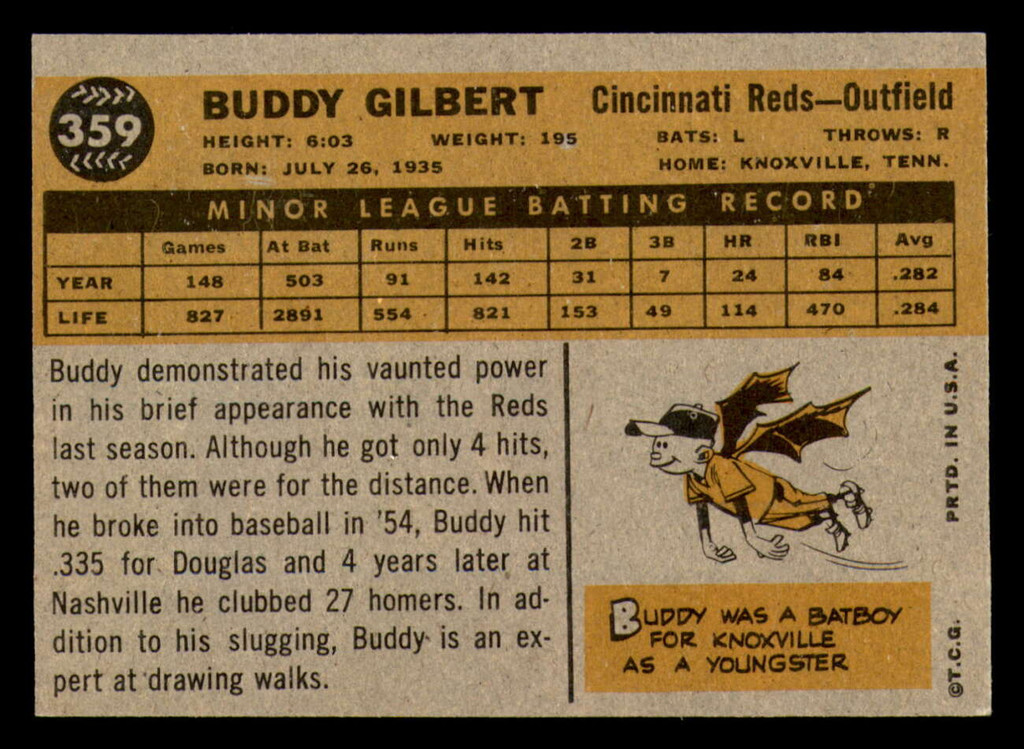 359
BUDDY GILBERT Cincinnati Reds—Outfield
HEIGHT: 6:03 WEIGHT: 195 BATS: L THROWS: R
BORN: JULY 26, 1935 HOME: KNOXVILLE, TENN.
MINOR LEAGUE BATTING RECORD
Games At Bat Runs Hits 2B 3B HR RBI Avg
YEAR 148 503 91 142 31 7 24 84 .282
LIFE 827 2891 554 821 153 49 114 470 .284
Buddy demonstrated his vaunted power
in his brief appearance with the Reds
last season. Although he got only 4 hits,
two of them were for the distance. When
he broke into baseball in '54, Buddy hit
.335 for Douglas and 4 years later at
Nashville he clubbed 27 homers. In ad-
dition to his slugging, Buddy is an ex-
pert at drawing walks.
BUDDY WAS A BATBOY
FOR KNOXVILLE
AS A YOUNGSTER
©T.C.G. PRTD. IN U.S.A.